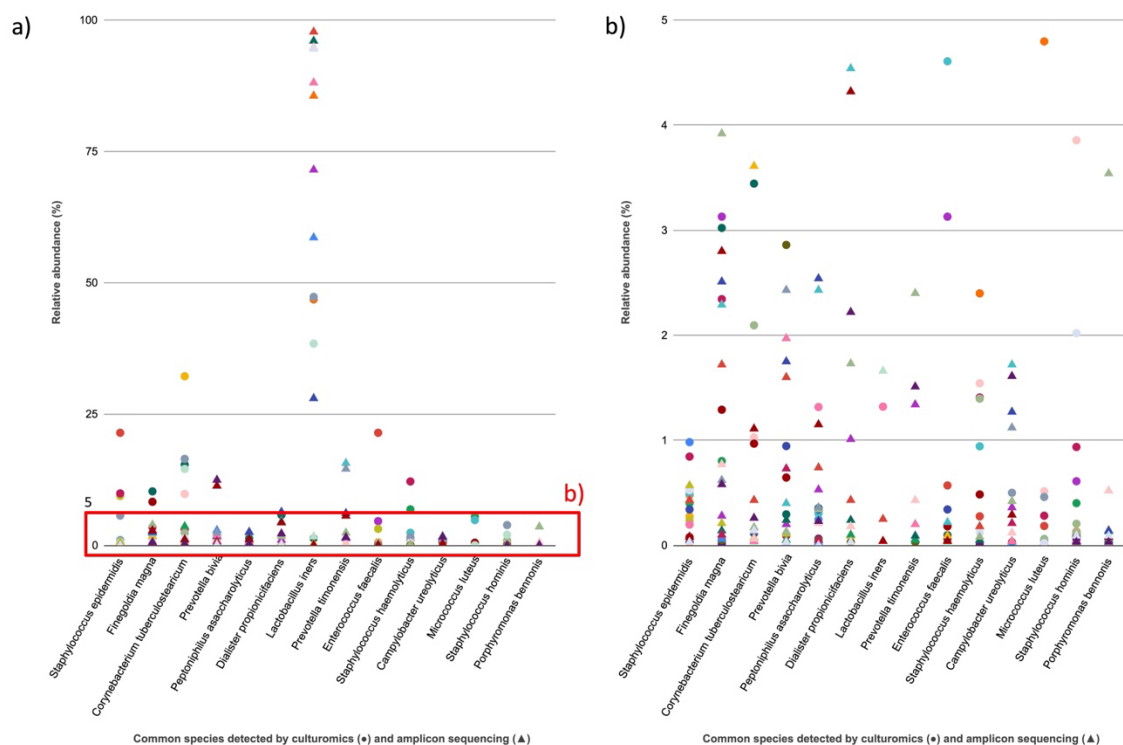 a)
100
75
50
25
5
0
Relative abundance (%)
b)
Staphylococcus epidermidis
Finegoldia magna
Corynebacterium tuberculostearicum
Prevotella bivia
Peptoniphilus asaccharolyticus
Dialister propionicifaciens
Lactobacillus iners
Prevotella timonensis
Enterococcus faecalis
Staphylococcus haemolyticus
Campylobacter ureolyticus
Micrococcus luteus
Staphylococcus hominis
Porphyromonas bennonis
Common species detected by culturomics (●) and amplicon sequencing (▲)
b)
5
4
3
2
1
0
Relative abundance (%)
Staphylococcus epidermidis
Finegoldia magna
Corynebacterium tuberculostearicum
Prevotella bivia
Peptoniphilus asaccharolyticus
Dialister propionicifaciens
Lactobacillus iners
Prevotella timonensis
Enterococcus faecalis
Staphylococcus haemolyticus
Campylobacter ureolyticus
Micrococcus luteus
Staphylococcus hominis
Porphyromonas bennonis
Common species detected by culturomics (●) and amplicon sequencing (▲)